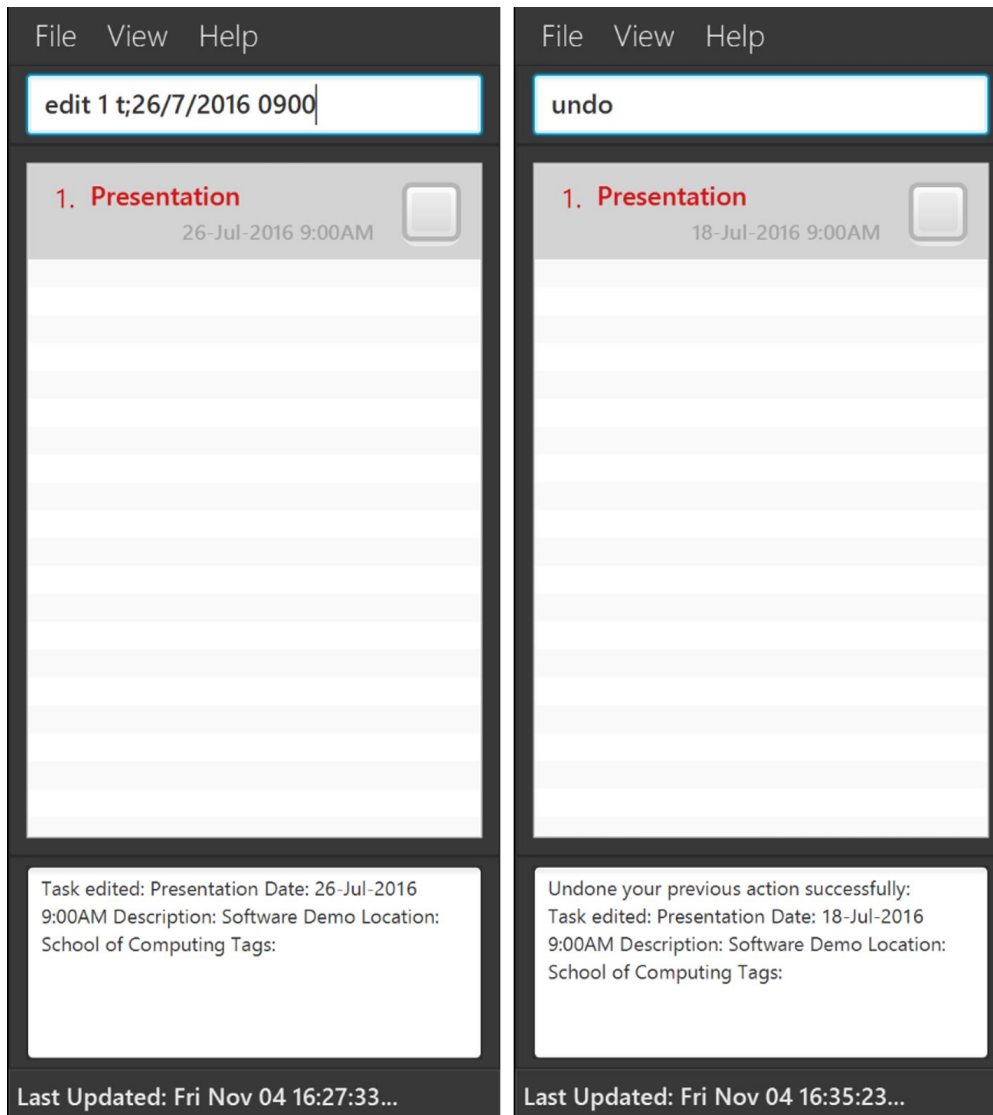 File View Help
edit 1 t;26/7/2016 0900
1. Presentation
26-Jul-2016 9:00AM
Task edited: Presentation Date: 26-Jul-2016
9:00AM Description: Software Demo Location:
School of Computing Tags:
Last Updated: Fri Nov 04 16:27:33...
File View Help
undo
1. Presentation
18-Jul-2016 9:00AM
Undone your previous action successfully:
Task edited: Presentation Date: 18-Jul-2016
9:00AM Description: Software Demo Location:
School of Computing Tags:
Last Updated: Fri Nov 04 16:35:23...